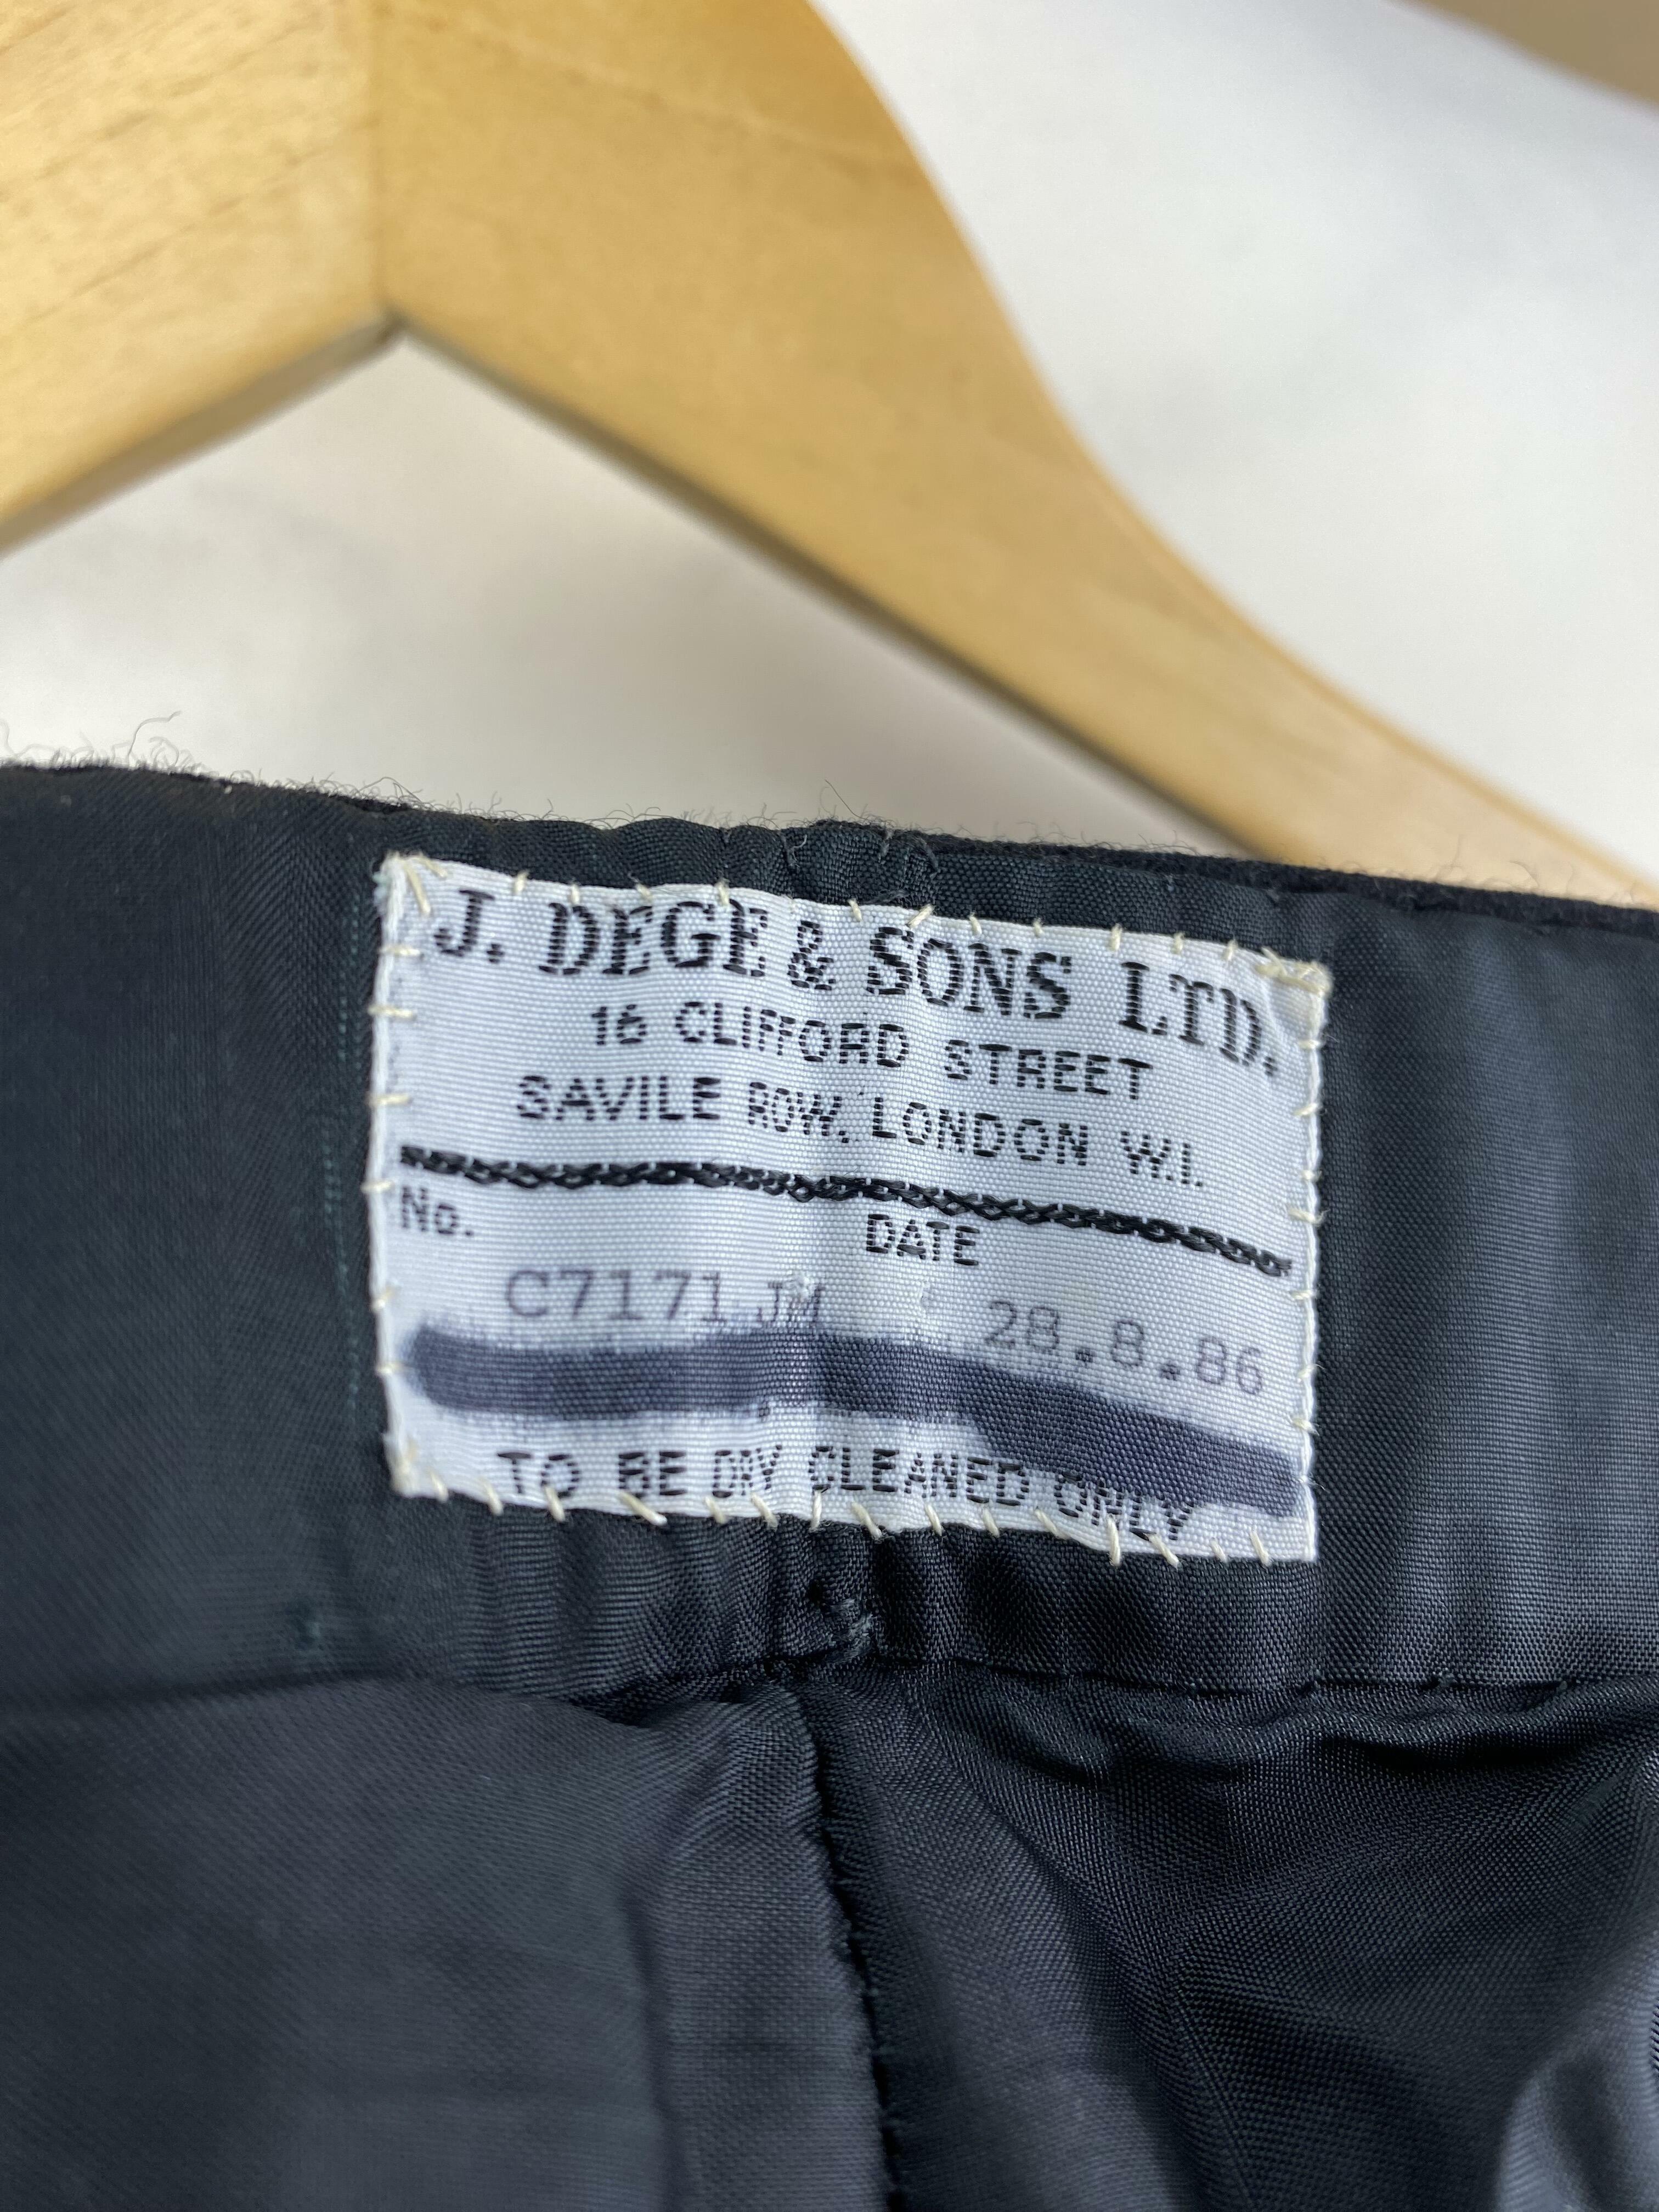 J. DEGE & SONS LTD.
16 CLIFFORD STREET
SAVILE ROW, LONDON W.1.
No. DATE
C7171 JM 28.8.86
TO BE DRY CLEANED ONLY